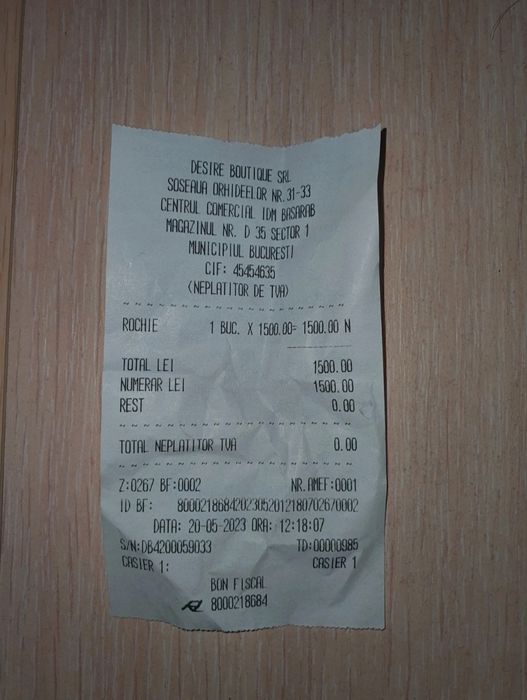 DESIRE BOUTIQUE SRL
SOSEAUA ORHIDEELOR NR.31-33
CENTRUL COMERCIAL IDM BASARAB
MAGAZINUL NR. D 35 SECTOR 1
MUNICIPIUL BUCURESTI
CIF: 45454635
(NEPLATITOR DE TVA)
ROCHIE 1 BUC. X 1500.00= 1500.00 N
TOTAL LEI 1500.00
NUMERAR LEI 1500.00
REST 0.00
TOTAL NEPLATITOR TVA 0.00
Z:0267 BF:0002 NR.AMEF:0001
ID BF: 80002186842023052012180702670002
DATA: 20-05-2023 ORA: 12:18:07
S/N:DB4200059033 TD:00000985
CASIER 1: CASIER 1
BON FISCAL
8000218684